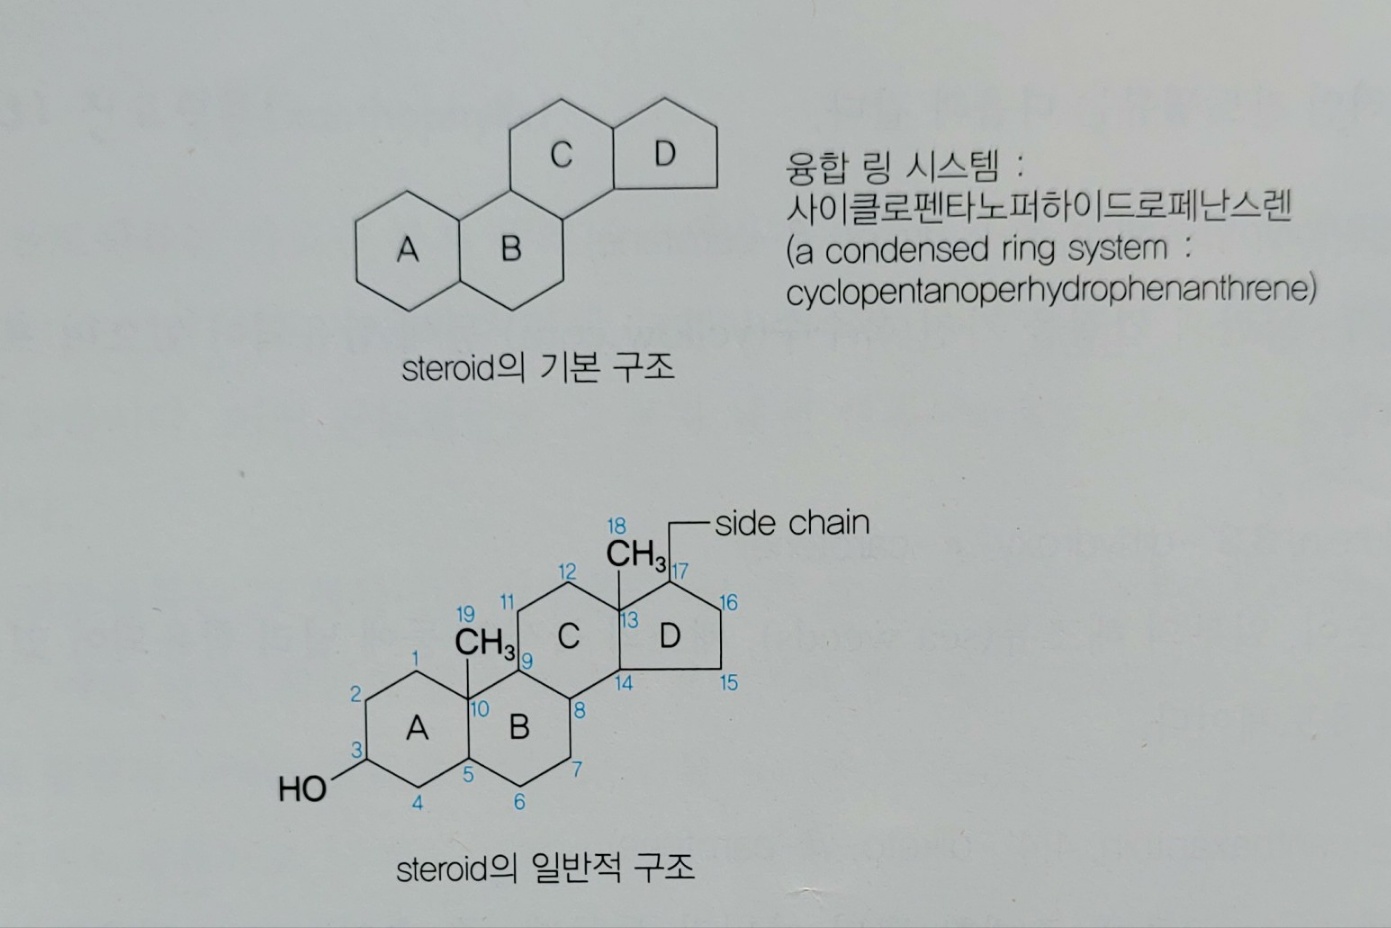 C
D
A
B
융합 링 시스템 :
사이클로펜타노퍼하이드로페난스렌
(a condensed ring system :
cyclopentanoperhydrophenanthrene)
steroid의 기본 구조
18
side chain
CH3
12
17
11
16
19
13
C
D
CH3
9
1
14
15
2
10
8
A
B
3
5
7
HO
4
6
steroid의 일반적 구조